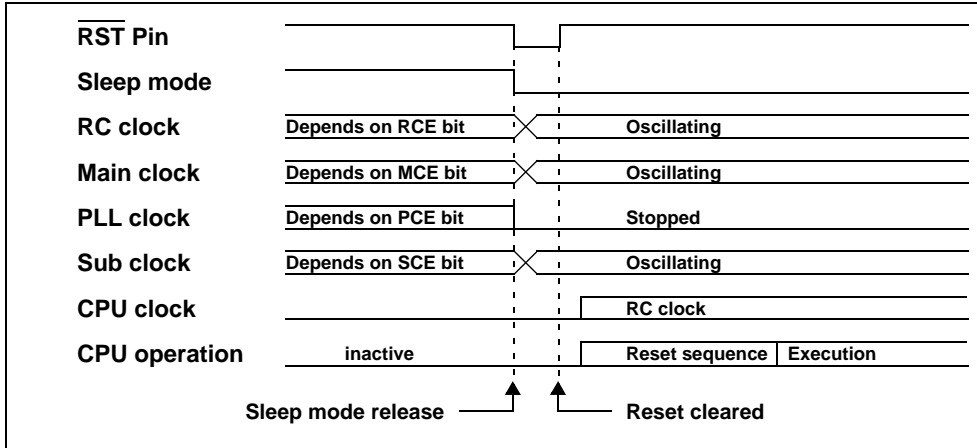 RST Pin
Sleep mode
RC clock Depends on RCE bit Oscillating
Main clock Depends on MCE bit Oscillating
PLL clock Depends on PCE bit Stopped
Sub clock Depends on SCE bit Oscillating
CPU clock RC clock
CPU operation inactive Reset sequence Execution
Sleep mode release Reset cleared